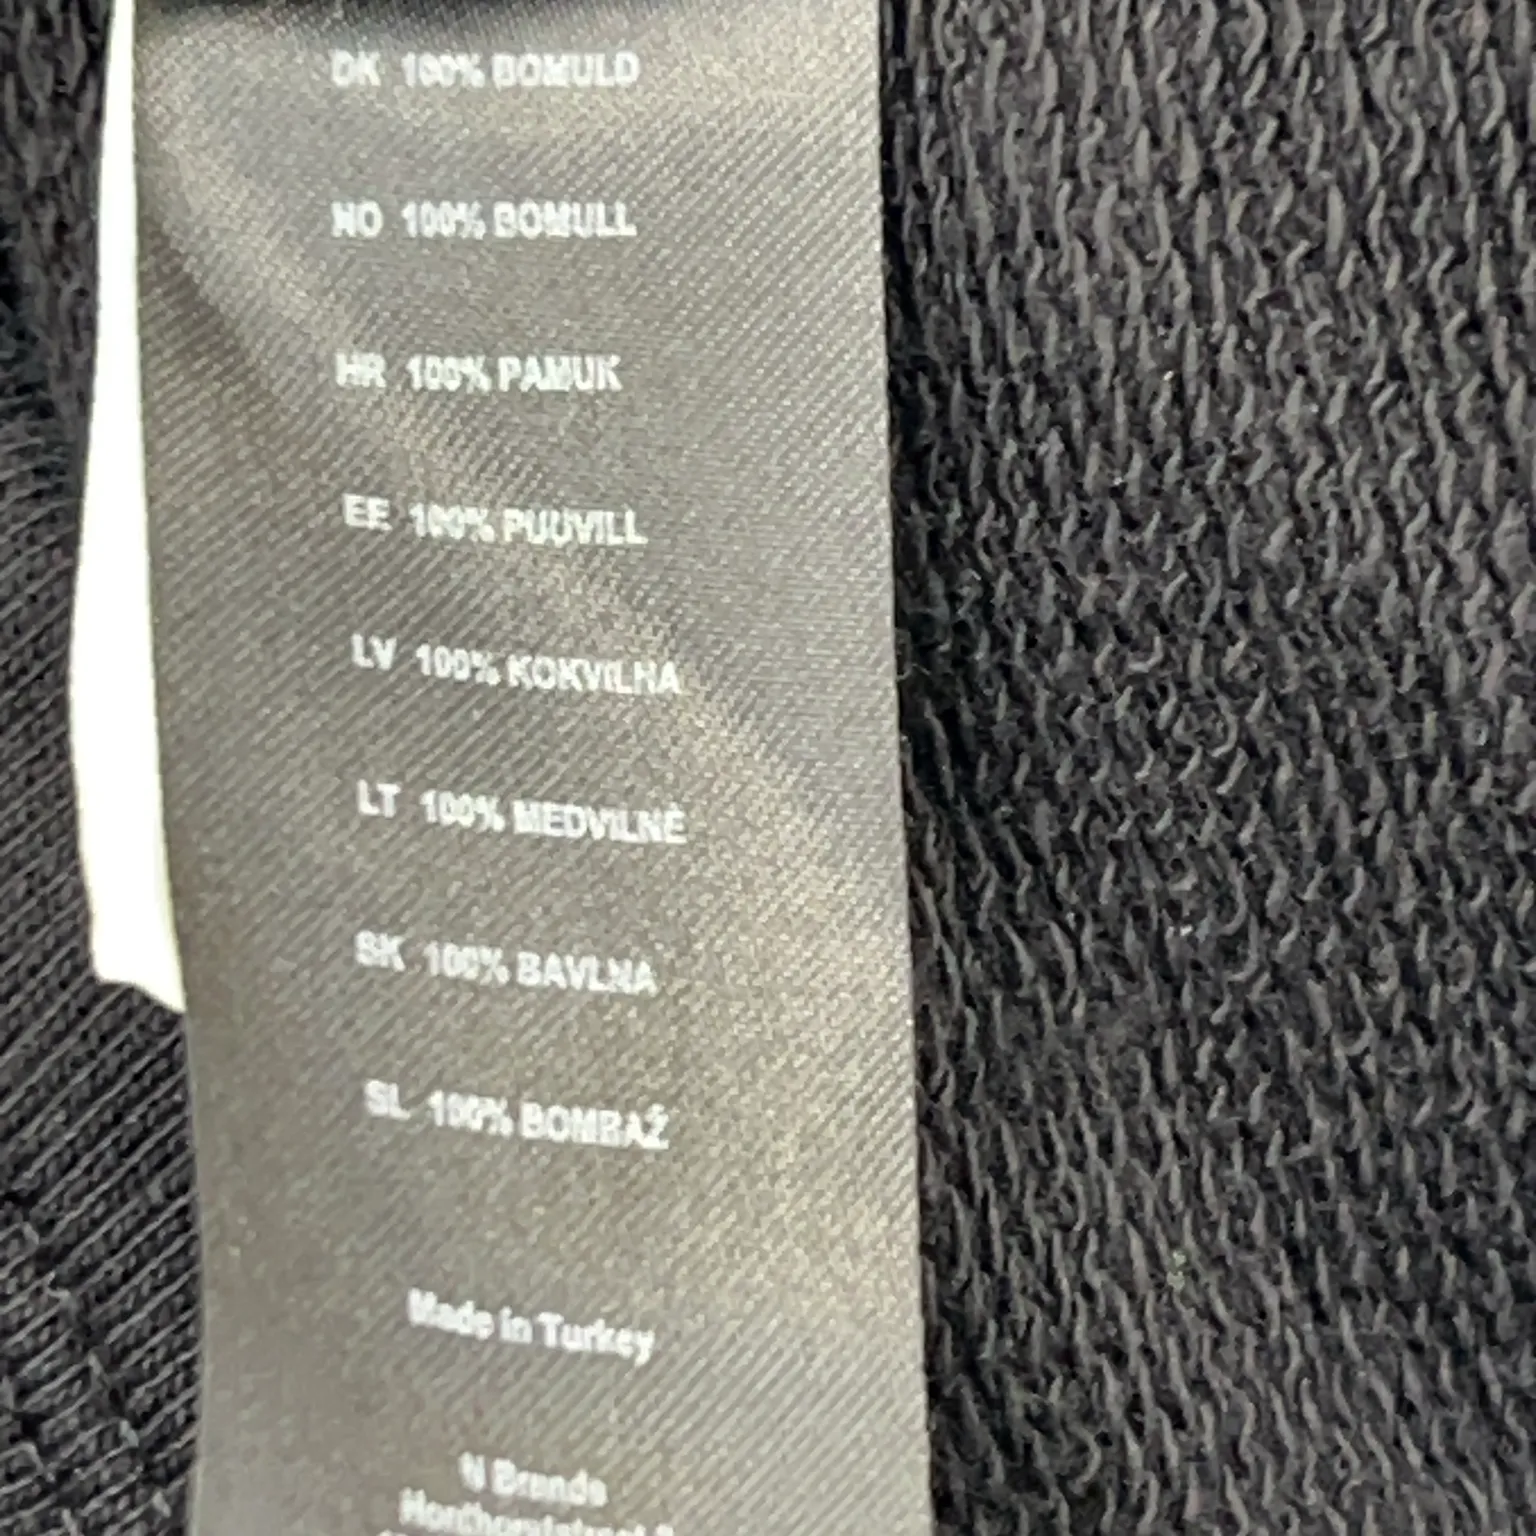 DK 100% BOMULD
NO 100% BOMULL
HR 100% PAMUK
EE 100% PUUVILL
LV 100% KOKVILNA
LT 100% MEDVILNĖ
SK 100% BAVLNA
SL 100% BOMBAŽ
Made in Turkey
N Brands